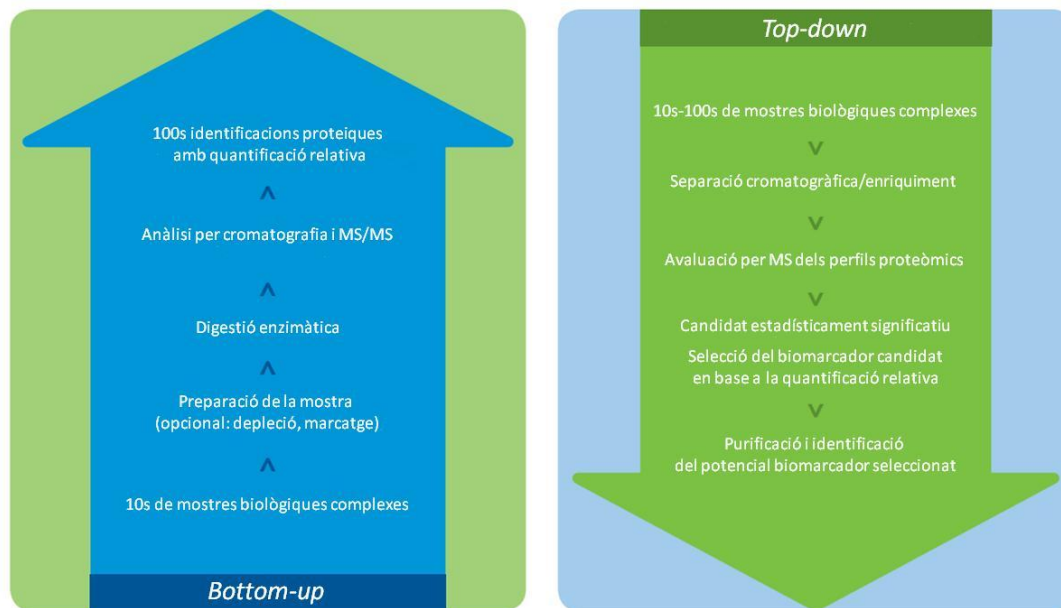 100s identificacions proteiques
amb quantificació relativa
Anàlisi per cromatografia i MS/MS
Digestió enzimàtica
Preparació de la mostra
(opcional: depleció, marcatge)
10s de mostres biològiques complexes
Bottom-up
Top-down
10s-100s de mostres biològiques complexes
Separació cromatogràfica/enriquiment
Avaluació per MS dels perfils proteòmics
Candidat estadísticament significatiu
Selecció del biomarcador candidat
en base a la quantificació relativa
Purificació i identificació
del potencial biomarcador seleccionat